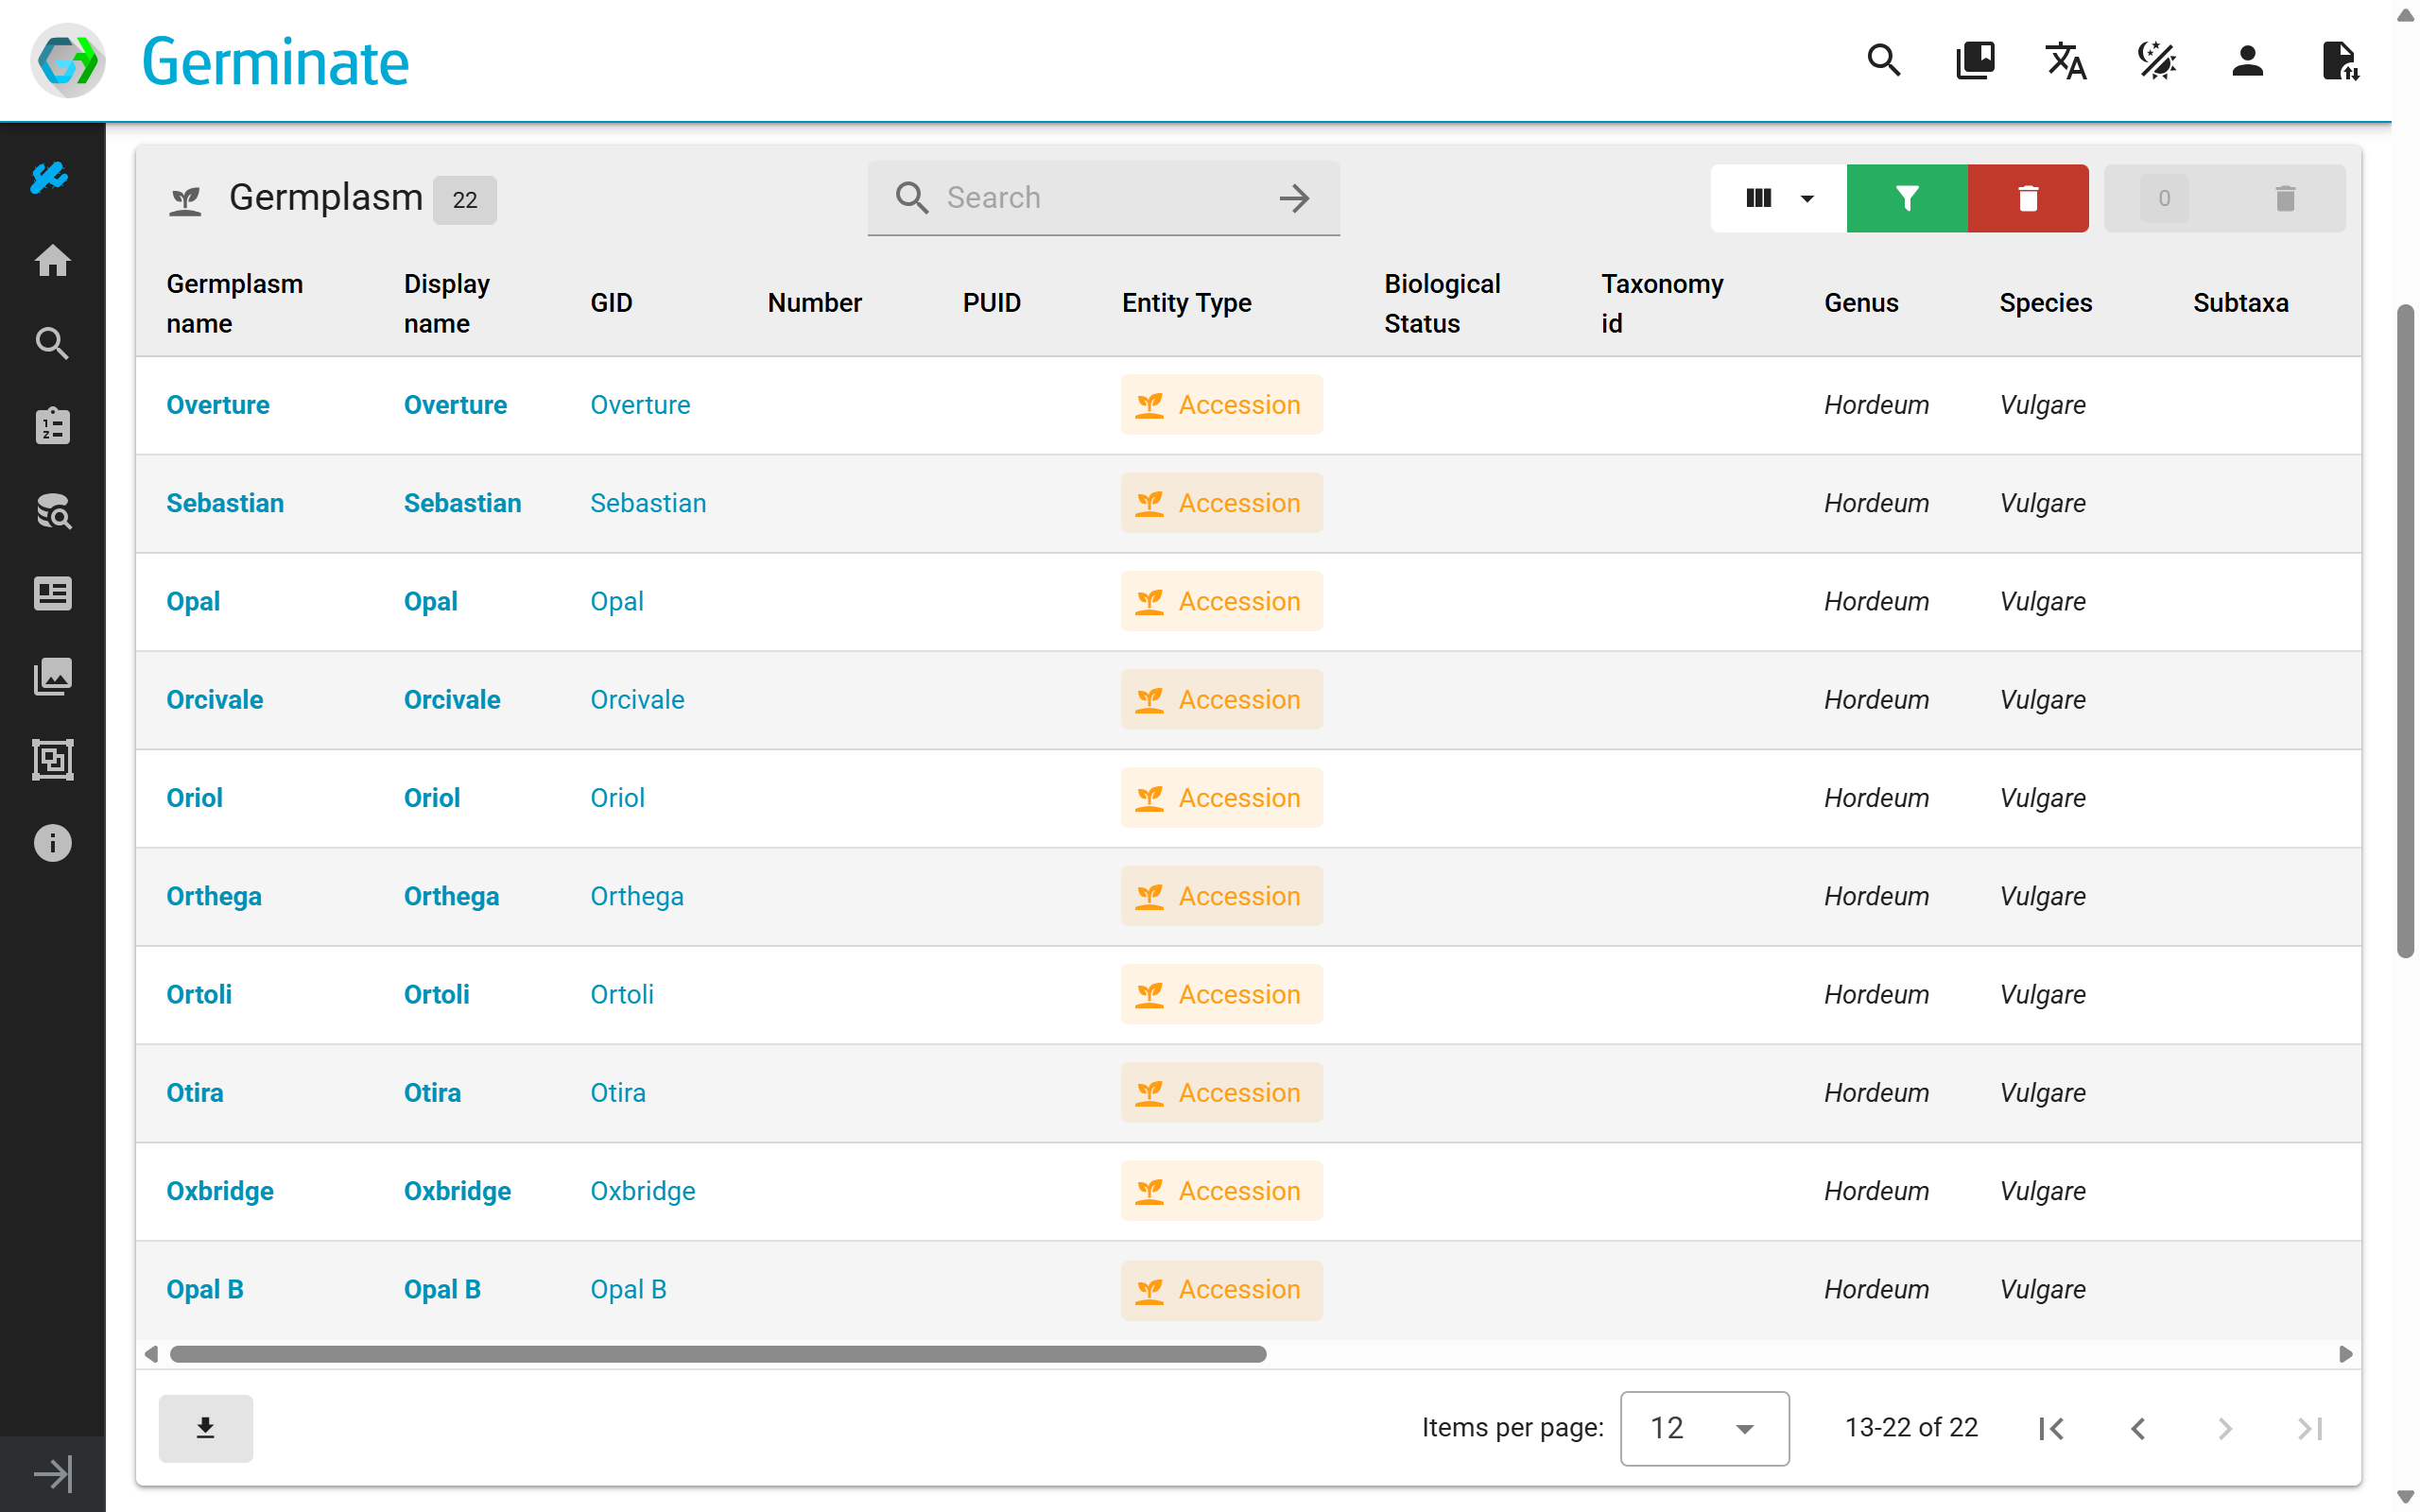 Germinate
Germplasm 22 Search 0
Germplasm name Display name GID Number PUID Entity Type Biological Status Taxonomy id Genus Species Subtaxa
Overture Overture Overture Accession Hordeum Vulgare
Sebastian Sebastian Sebastian Accession Hordeum Vulgare
Opal Opal Opal Accession Hordeum Vulgare
Orcivale Orcivale Orcivale Accession Hordeum Vulgare
Oriol Oriol Oriol Accession Hordeum Vulgare
Orthega Orthega Orthega Accession Hordeum Vulgare
Ortoli Ortoli Ortoli Accession Hordeum Vulgare
Otira Otira Otira Accession Hordeum Vulgare
Oxbridge Oxbridge Oxbridge Accession Hordeum Vulgare
Opal B Opal B Opal B Accession Hordeum Vulgare
Items per page: 12 13-22 of 22